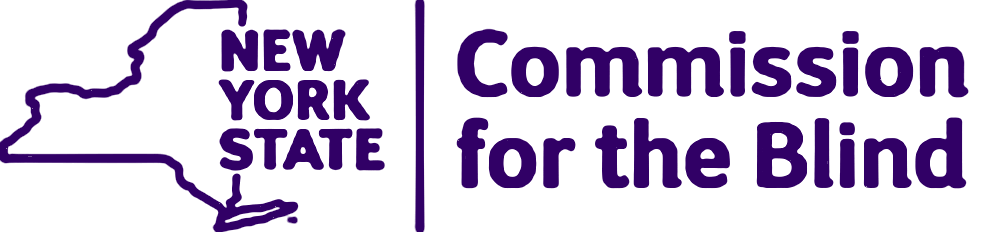 NEW
YORK
STATE
Commission
for the Blind